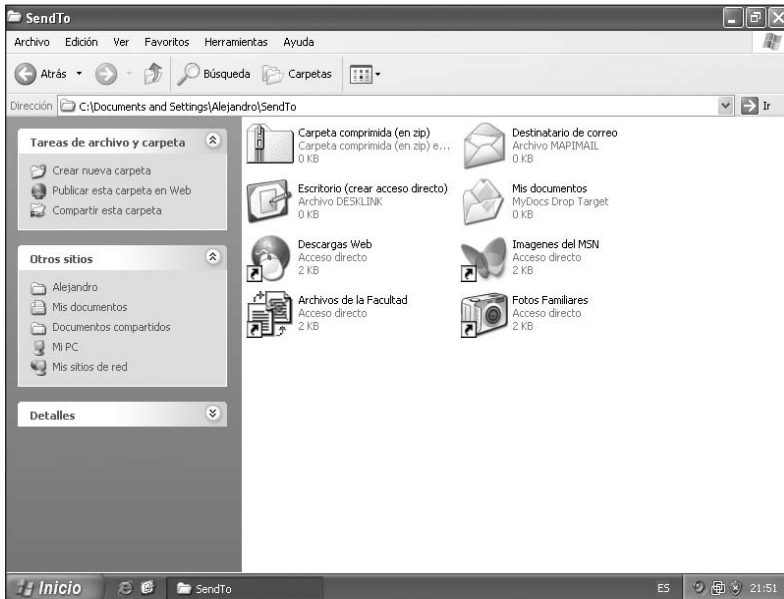 SendTo
Archivo Edición Ver Favoritos Herramientas Ayuda
Atrás Búsqueda Carpetas
Dirección C:\Documents and Settings\Alejandro\SendTo Ir
Tareas de archivo y carpeta
Crear nueva carpeta
Publicar esta carpeta en Web
Compartir esta carpeta
Otros sitios
Alejandro
Mis documentos
Documentos compartidos
Mi PC
Mis sitios de red
Detalles
Carpeta comprimida (en zip)
Carpeta comprimida (en zip) e...
0 KB
Destinatario de correo
Archivo MAPIMAIL
0 KB
Escritorio (crear acceso directo)
Archivo DESKLINK
0 KB
Mis documentos
MyDocs Drop Target
0 KB
Descargas Web
Acceso directo
2 KB
Imagenes del MSN
Acceso directo
2 KB
Archivos de la Facultad
Acceso directo
2 KB
Fotos Familiares
Acceso directo
2 KB
Inicio SendTo ES 21:51